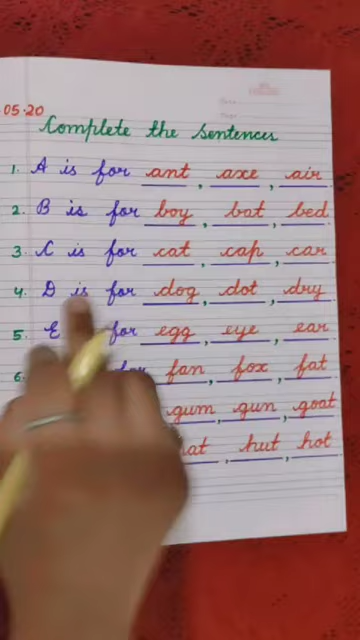 05.20
Complete the Sentences
1. A is for ant, axe, air
2. B is for boy, bat, bed
3. C is for cat, cap, car
4. D is for dog, dot, dry
5. E for egg, eye, ear
6. for fan, fox, fat
gum, gun, goat
hut, hot